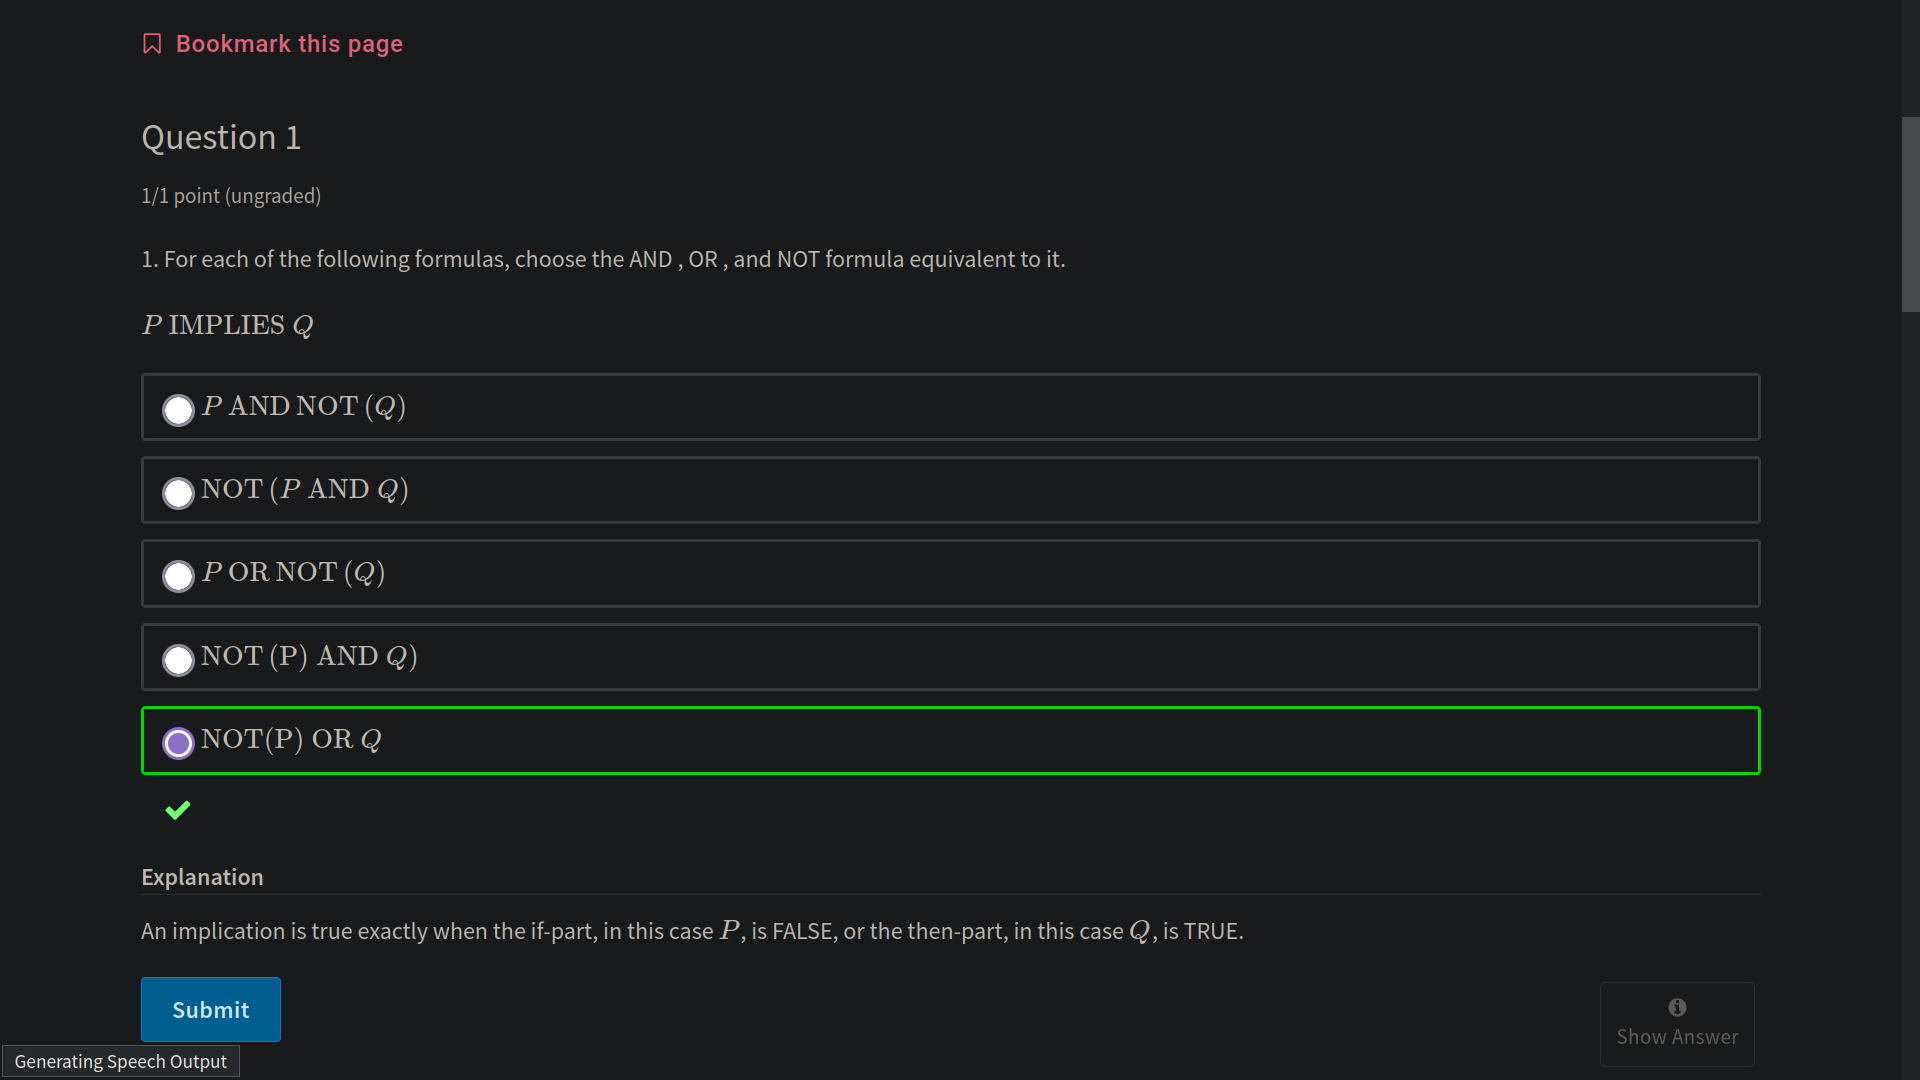 Bookmark this page
Question 1
1/1 point (ungraded)
1. For each of the following formulas, choose the AND , OR , and NOT formula equivalent to it.
P IMPLIES Q
P AND NOT (Q)
NOT (P AND Q)
P OR NOT (Q)
NOT (P) AND Q)
NOT(P) OR Q
Explanation
An implication is true exactly when the if-part, in this case P, is FALSE, or the then-part, in this case Q, is TRUE.
Submit
Show Answer
Generating Speech Output